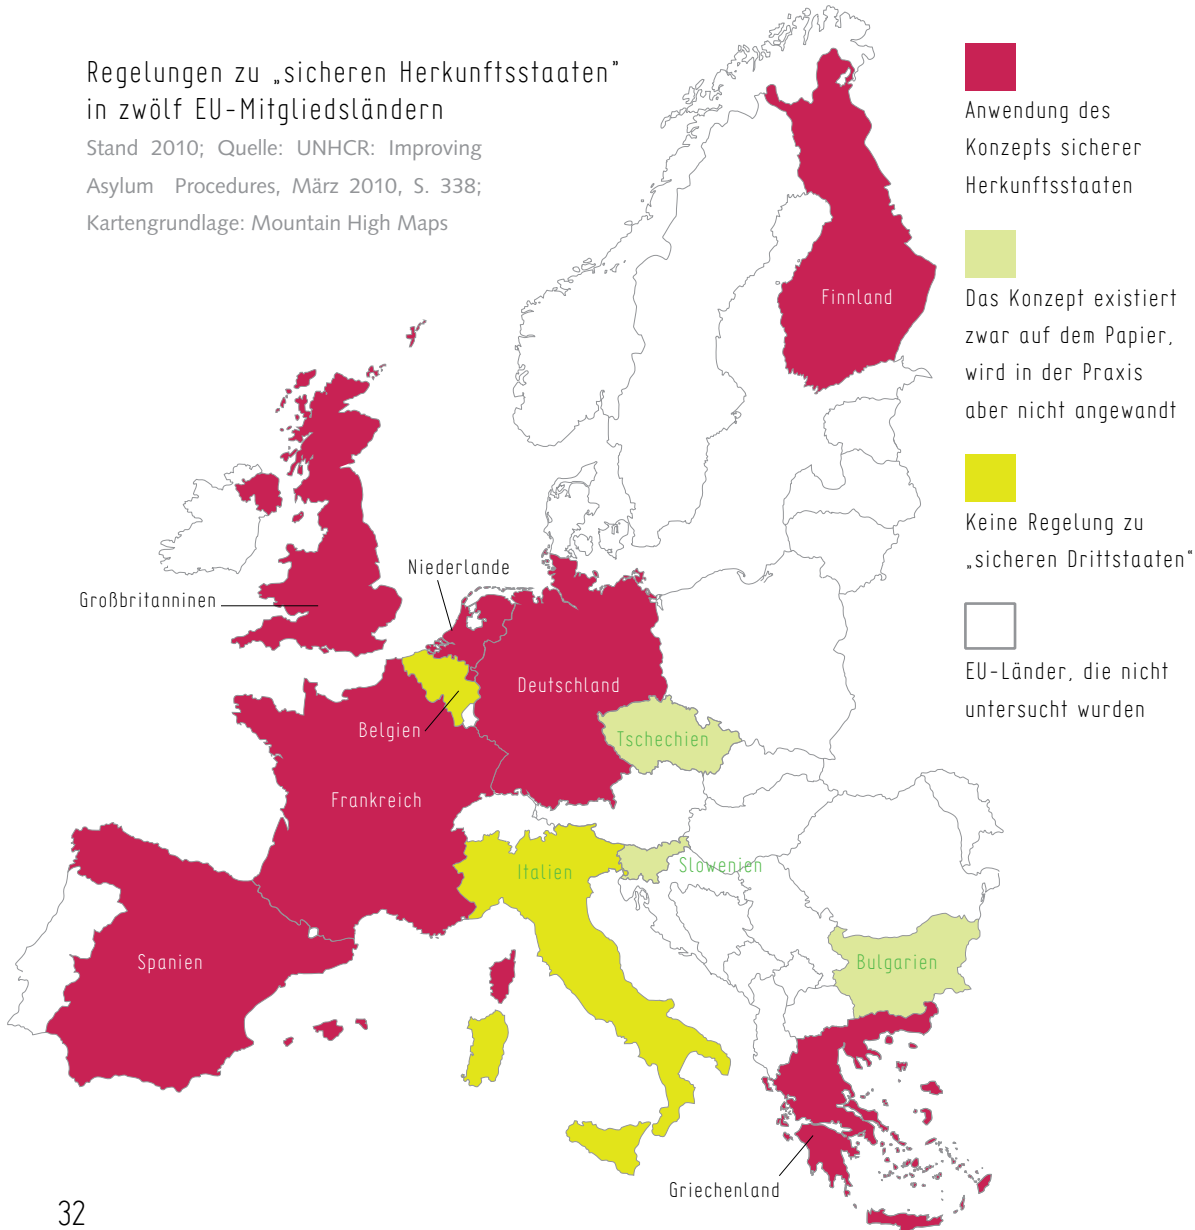 Regelungen zu „sicheren Herkunftsstaaten“
in zwölf EU-Mitgliedsländern
Stand 2010; Quelle: UNHCR: Improving
Asylum Procedures, März 2010, S. 338;
Kartengrundlage: Mountain High Maps
Anwendung des
Konzepts sicherer
Herkunftsstaaten
Das Konzept existiert
zwar auf dem Papier,
wird in der Praxis
aber nicht angewandt
Keine Regelung zu
„sicheren Drittstaaten“
EU-Länder, die nicht
untersucht wurden
Finnland
Niederlande
Großbritanninen
Deutschland
Belgien
Tschechien
Frankreich
Italien
Slowenien
Spanien
Bulgarien
Griechenland
32